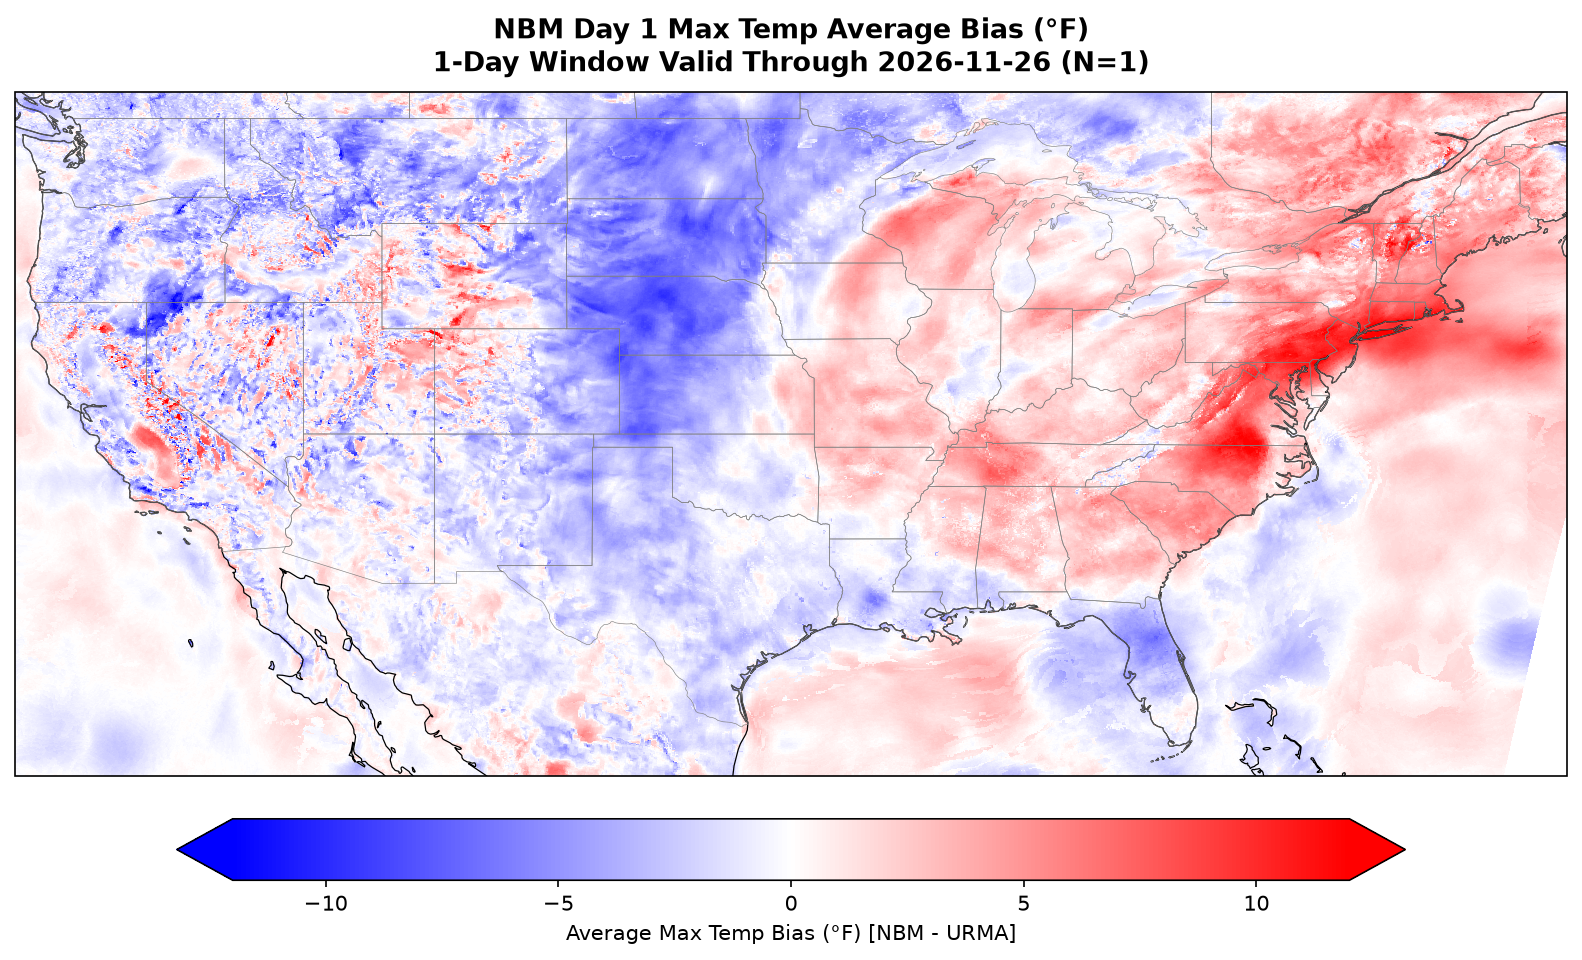 NBM Day 1 Max Temp Average Bias (°F)
1-Day Window Valid Through 2026-11-26 (N=1)
−10 −5 0 5 10
Average Max Temp Bias (°F) [NBM - URMA]